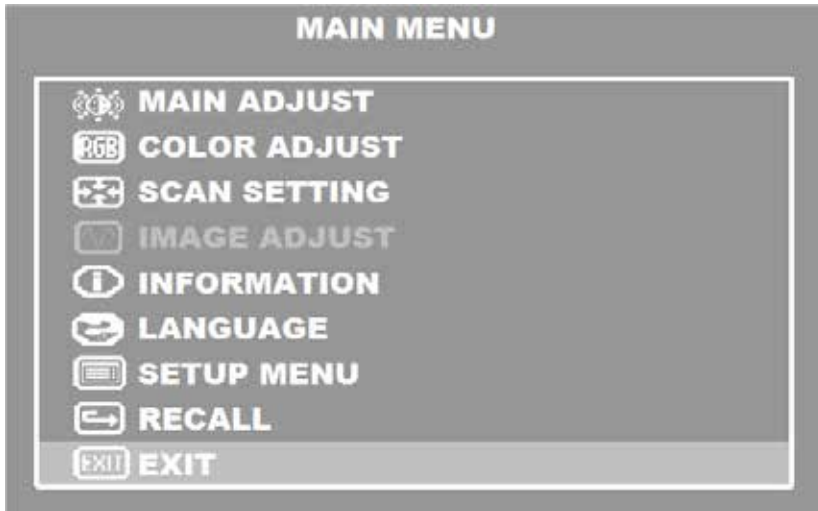 MAIN MENU
MAIN ADJUST
RGB COLOR ADJUST
SCAN SETTING
IMAGE ADJUST
INFORMATION
LANGUAGE
SETUP MENU
RECALL
EXIT EXIT